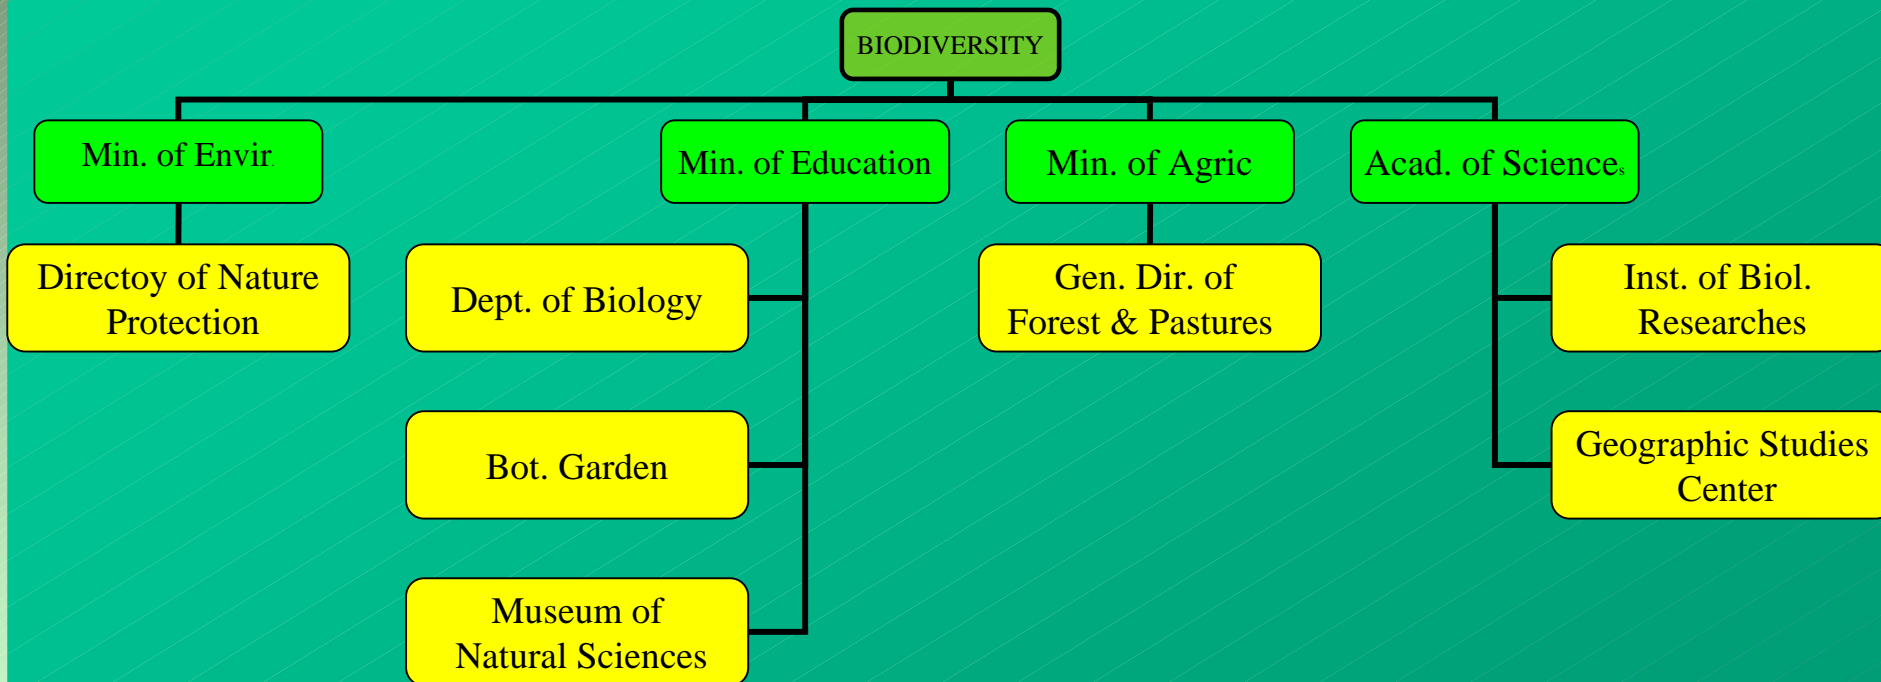 BIODIVERSITY
Min. of Envir.
Min. of Education
Min. of Agric
Acad. of Sciences
Directoy of Nature
Protection
Dept. of Biology
Gen. Dir. of
Forest & Pastures
Inst. of Biol.
Researches
Bot. Garden
Geographic Studies
Center
Museum of
Natural Sciences